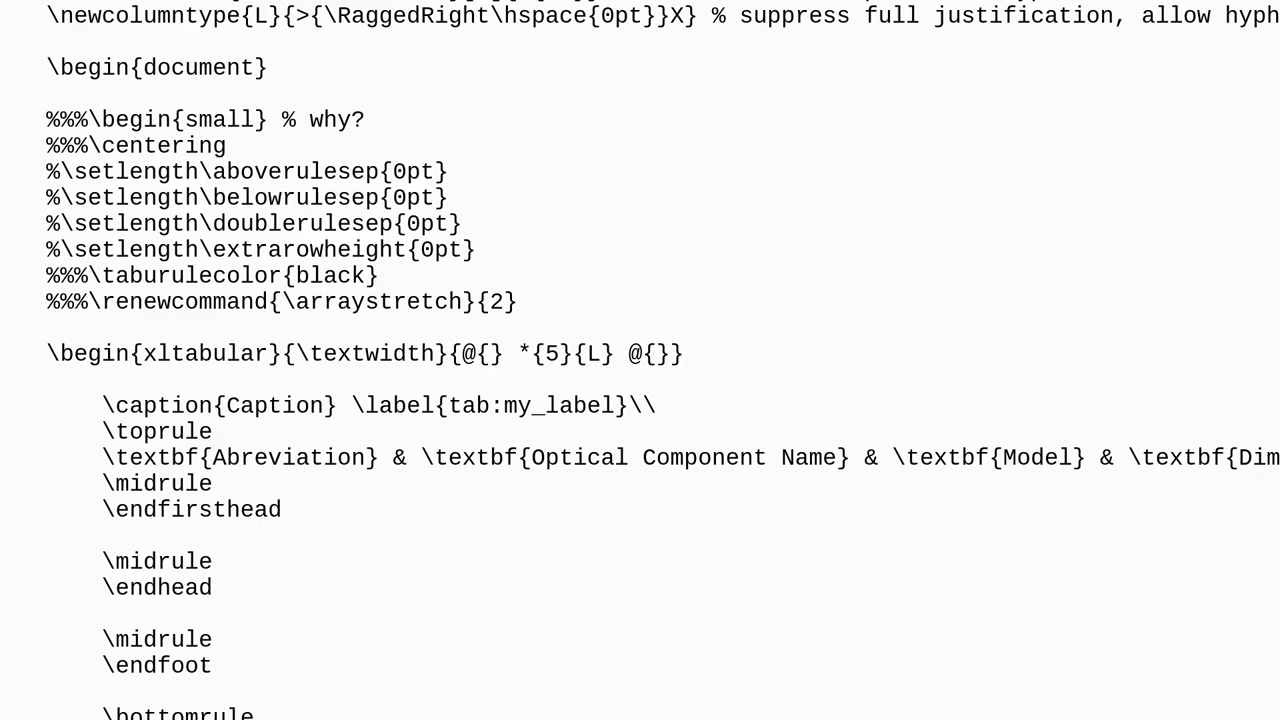 \newcolumntype{L}{>{\RaggedRight\hspace{0pt}}X} % suppress full justification, allow hyph
\begin{document}
%%%\begin{small} % why?
%%%\centering
%\setlength\aboverulesep{0pt}
%\setlength\belowrulesep{0pt}
%\setlength\doublerulesep{0pt}
%\setlength\extrarowheight{0pt}
%%%\taburulecolor{black}
%%%\renewcommand{\arraystretch}{2}
\begin{xltabular}{\textwidth}{@{} *{5}{L} @{}}
\caption{Caption} \label{tab:my_label}\\
\toprule
\textbf{Abreviation} & \textbf{Optical Component Name} & \textbf{Model} & \textbf{Dim
\midrule
\endfirsthead
\midrule
\endhead
\midrule
\endfoot
\bottomrule